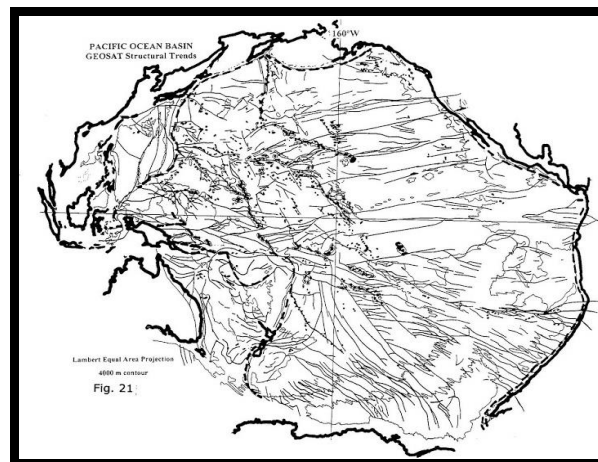 PACIFIC OCEAN BASIN
GEOSAT Structural Trends
160°W
Lambert Equal Area Projection
4000 m contour
Fig. 21